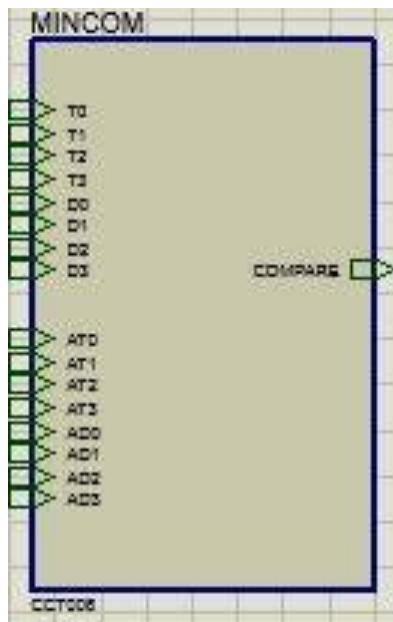 MINCOM
T0
T1
T2
T3
D0
D1
D2
D3
COMPARE
AT0
AT1
AT2
AT3
AD0
AD1
AD2
AD3
CCT006